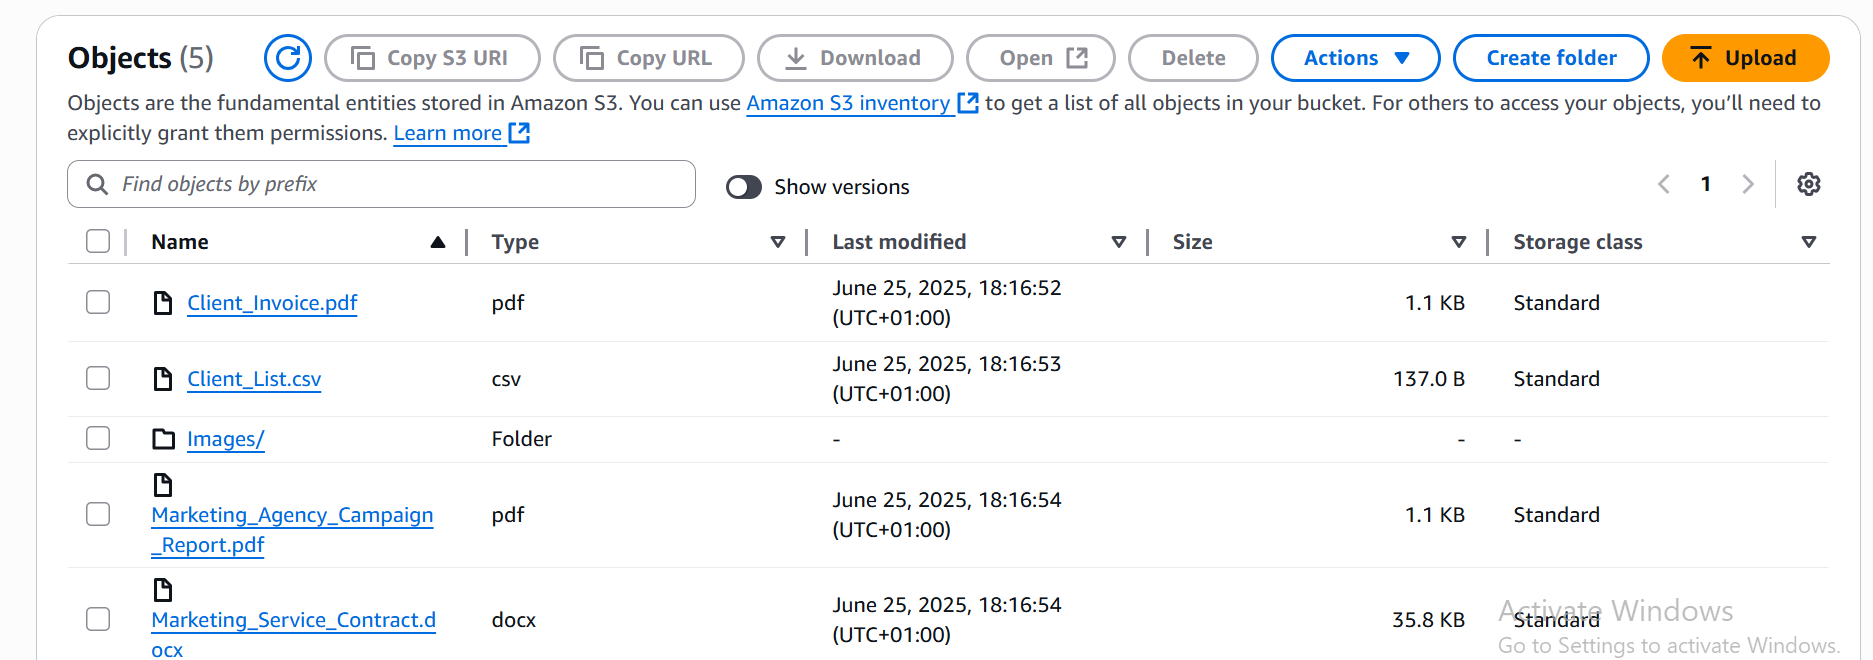 Objects (5)
Copy S3 URI
Copy URL
Download
Open
Delete
Actions
Create folder
Upload
Objects are the fundamental entities stored in Amazon S3. You can use Amazon S3 inventory to get a list of all objects in your bucket. For others to access your objects, you’ll need to
explicitly grant them permissions. Learn more
Find objects by prefix
Show versions
1
Name
Type
Last modified
Size
Storage class
Client_Invoice.pdf
pdf
June 25, 2025, 18:16:52
(UTC+01:00)
1.1 KB
Standard
Client_List.csv
csv
June 25, 2025, 18:16:53
(UTC+01:00)
137.0 B
Standard
Images/
Folder
-
-
-
Marketing_Agency_Campaign
_Report.pdf
pdf
June 25, 2025, 18:16:54
(UTC+01:00)
1.1 KB
Standard
Marketing_Service_Contract.d
ocx
docx
June 25, 2025, 18:16:54
(UTC+01:00)
35.8 KB
Standard
Activate Windows
Go to Settings to activate Windows.